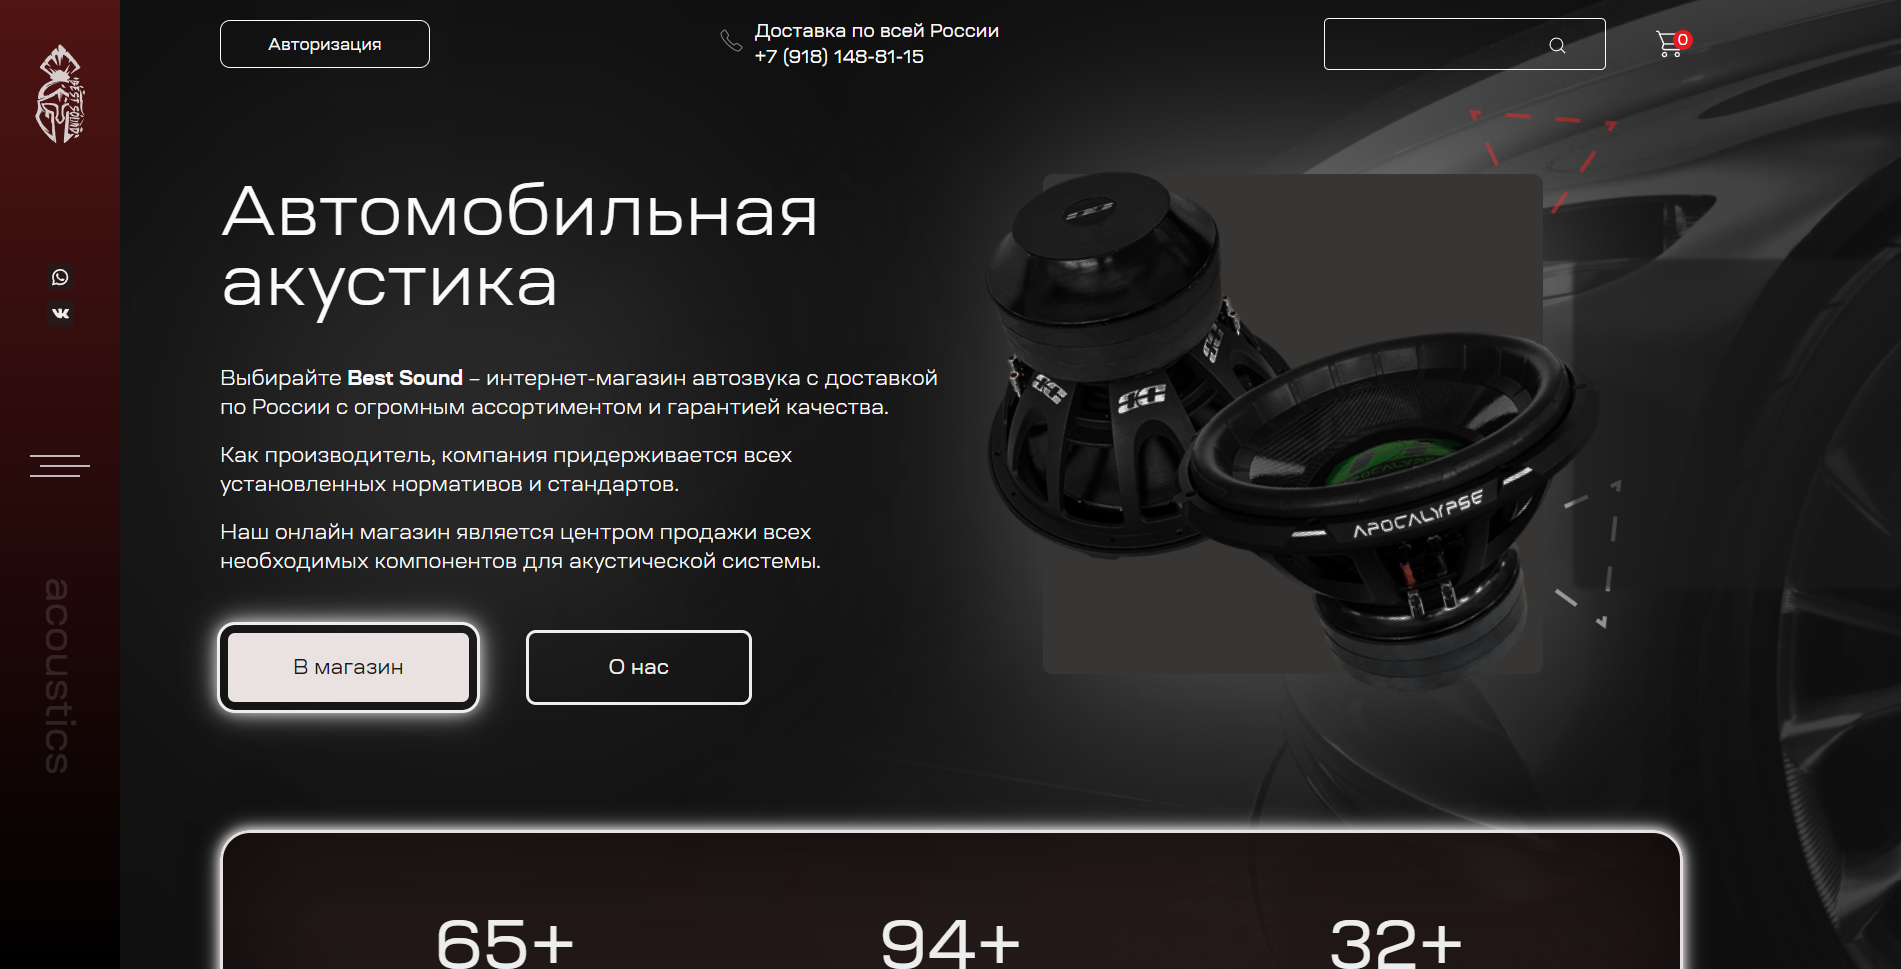 Авторизация
Доставка по всей России
+7 (918) 148-81-15
0
BEST SOUND
Автомобильная
акустика
Выбирайте Best Sound – интернет-магазин автозвука с доставкой
по России с огромным ассортиментом и гарантией качества.
Как производитель, компания придерживается всех
установленных нормативов и стандартов.
Наш онлайн магазин является центром продажи всех
необходимых компонентов для акустической системы.
В магазин
О нас
APOCALYPSE
APOCALYPSE
acoustics
65+
94+
32+